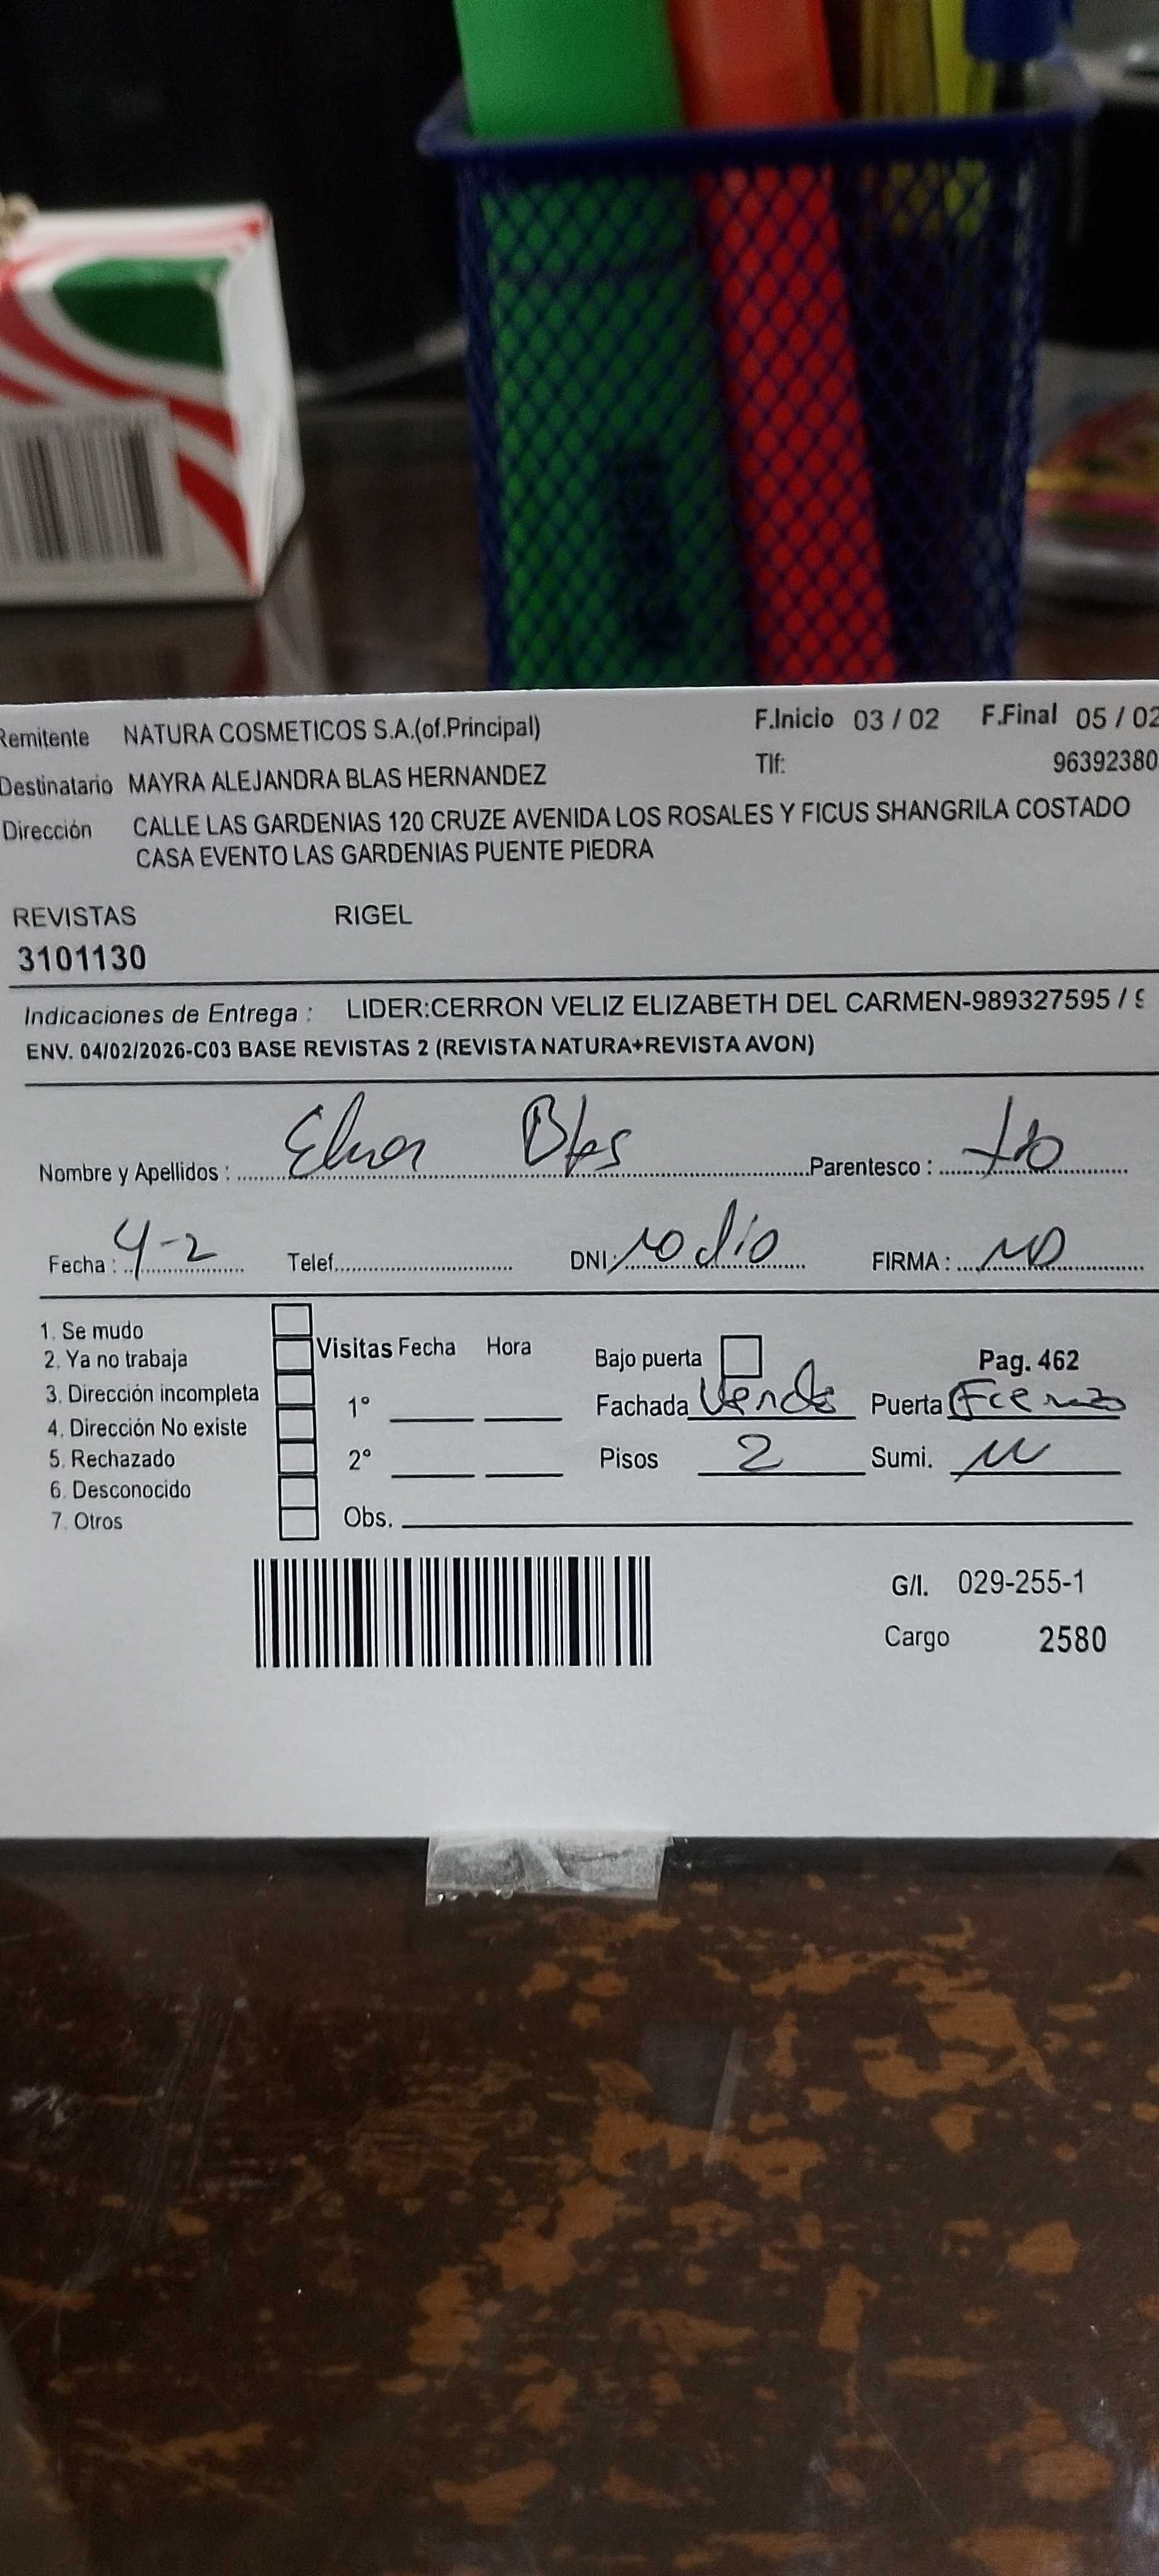 Remitente NATURA COSMETICOS S.A.(of.Principal) F.Inicio 03 / 02 F.Final 05 / 02
Tlf: 96392380
Destinatario MAYRA ALEJANDRA BLAS HERNANDEZ
Dirección CALLE LAS GARDENIAS 120 CRUZE AVENIDA LOS ROSALES Y FICUS SHANGRILA COSTADO
CASA EVENTO LAS GARDENIAS PUENTE PIEDRA
REVISTAS RIGEL
3101130
Indicaciones de Entrega : LIDER:CERRON VELIZ ELIZABETH DEL CARMEN-989327595 / 9
ENV. 04/02/2026-C03 BASE REVISTAS 2 (REVISTA NATURA+REVISTA AVON)
Nombre y Apellidos : Blas Parentesco :
Fecha : 4-2 Telef. DNI: no dio FIRMA :
1. Se mudo
2. Ya no trabaja
3. Dirección incompleta
4. Dirección No existe
5. Rechazado
6. Desconocido
7. Otros
Visitas Fecha Hora
1°
2°
Obs.
Bajo puerta Pag. 462
Fachada Verde Puerta
Pisos 2 Sumi.
G/I. 029-255-1
Cargo 2580